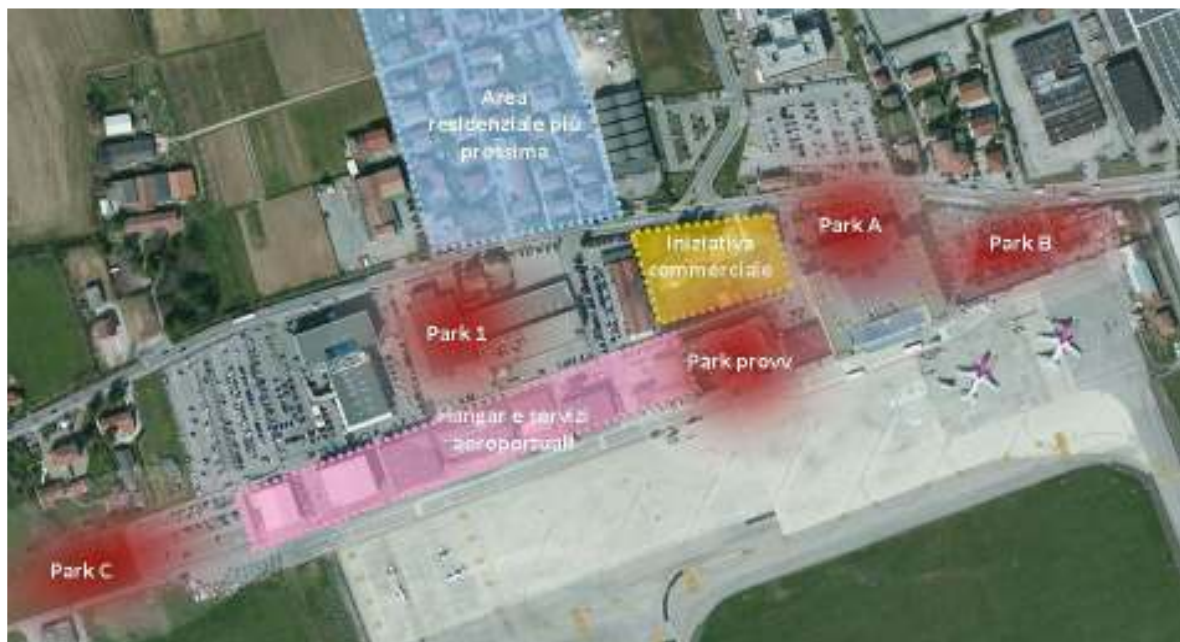 Area
residenziale più
prossima
Park A
Iniziativa
commerciale
Park B
Park 1
Park provv
Hangar e servizi
aeroportuali
Park C